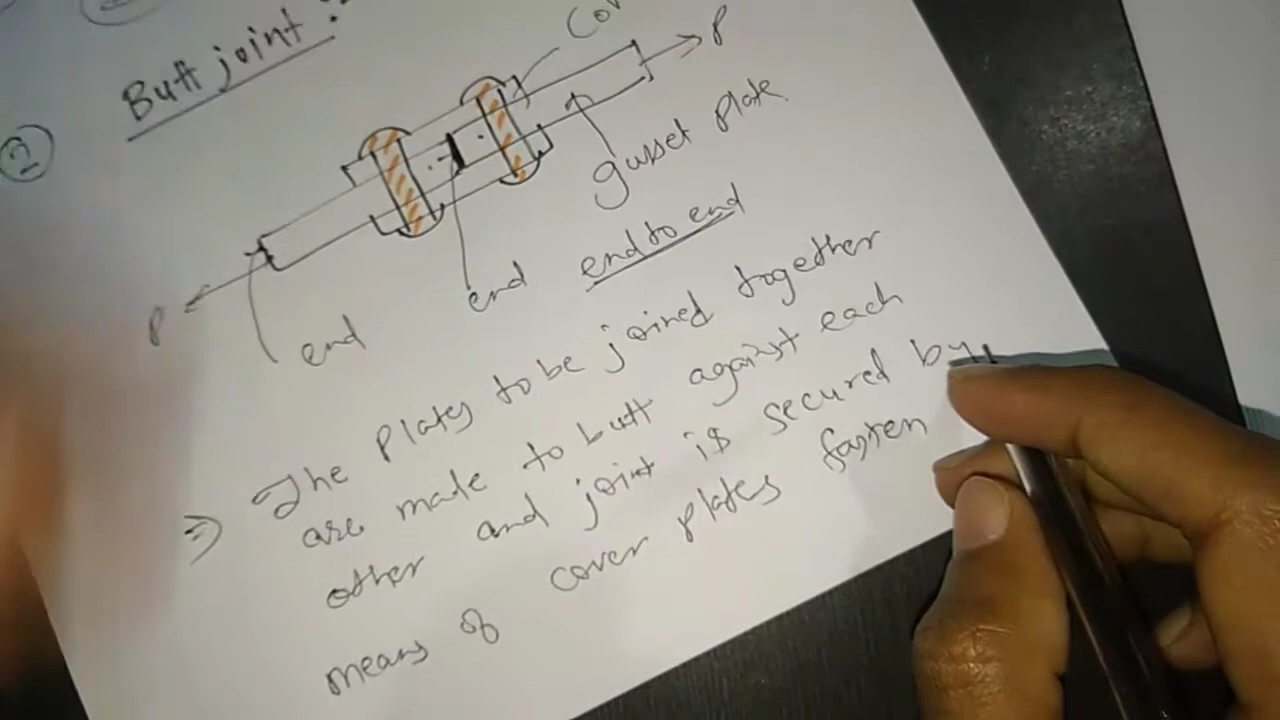 ② Butt joint :-
P
gusset plate
end
end
end to end
P
⇒ The plates to be joined together
are made to butt against each
other and joint is secured by
means of cover plates fasten